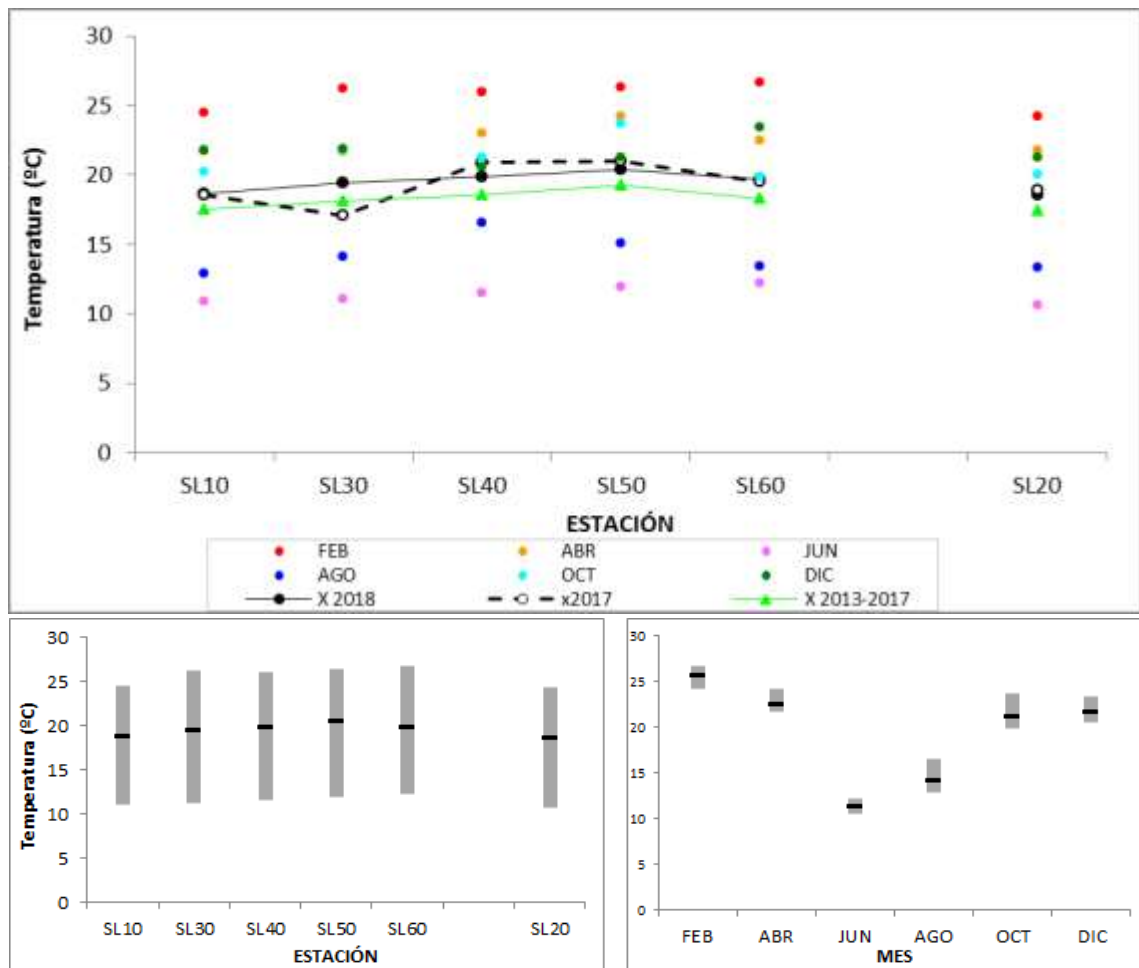 30
25
20
15
10
5
0
Temperatura (ºC)
SL10 SL30 SL40 SL50 SL60 SL20
ESTACIÓN
FEB ABR JUN
AGO OCT DIC
X 2018 x2017 X 2013-2017
30
25
20
15
10
5
0
Temperatura (ºC)
SL10 SL30 SL40 SL50 SL60 SL20
ESTACIÓN
30
25
20
15
10
5
0
FEB ABR JUN AGO OCT DIC
MES